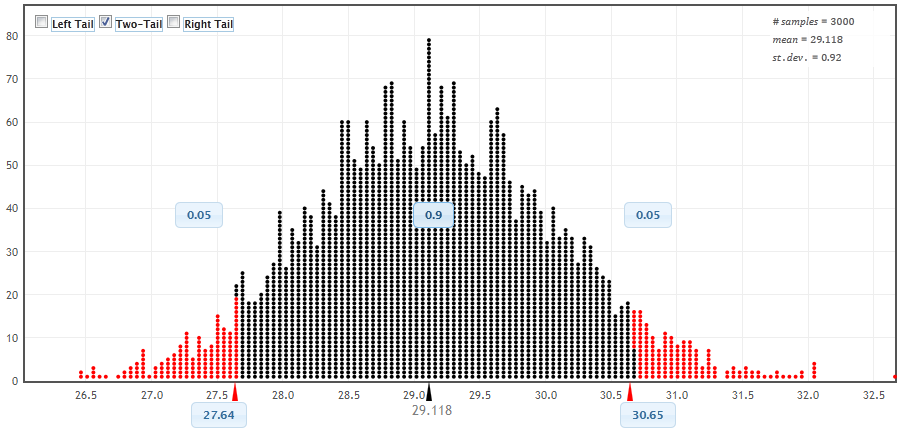 Left Tail Two-Tail Right Tail
# samples = 3000
mean = 29.118
st.dev. = 0.92
80
70
60
50
40
30
20
10
0
0.05 0.9 0.05
26.5 27.0 27.5 28.0 28.5 29.0 29.5 30.0 30.5 31.0 31.5 32.0 32.5
27.64 29.118 30.65